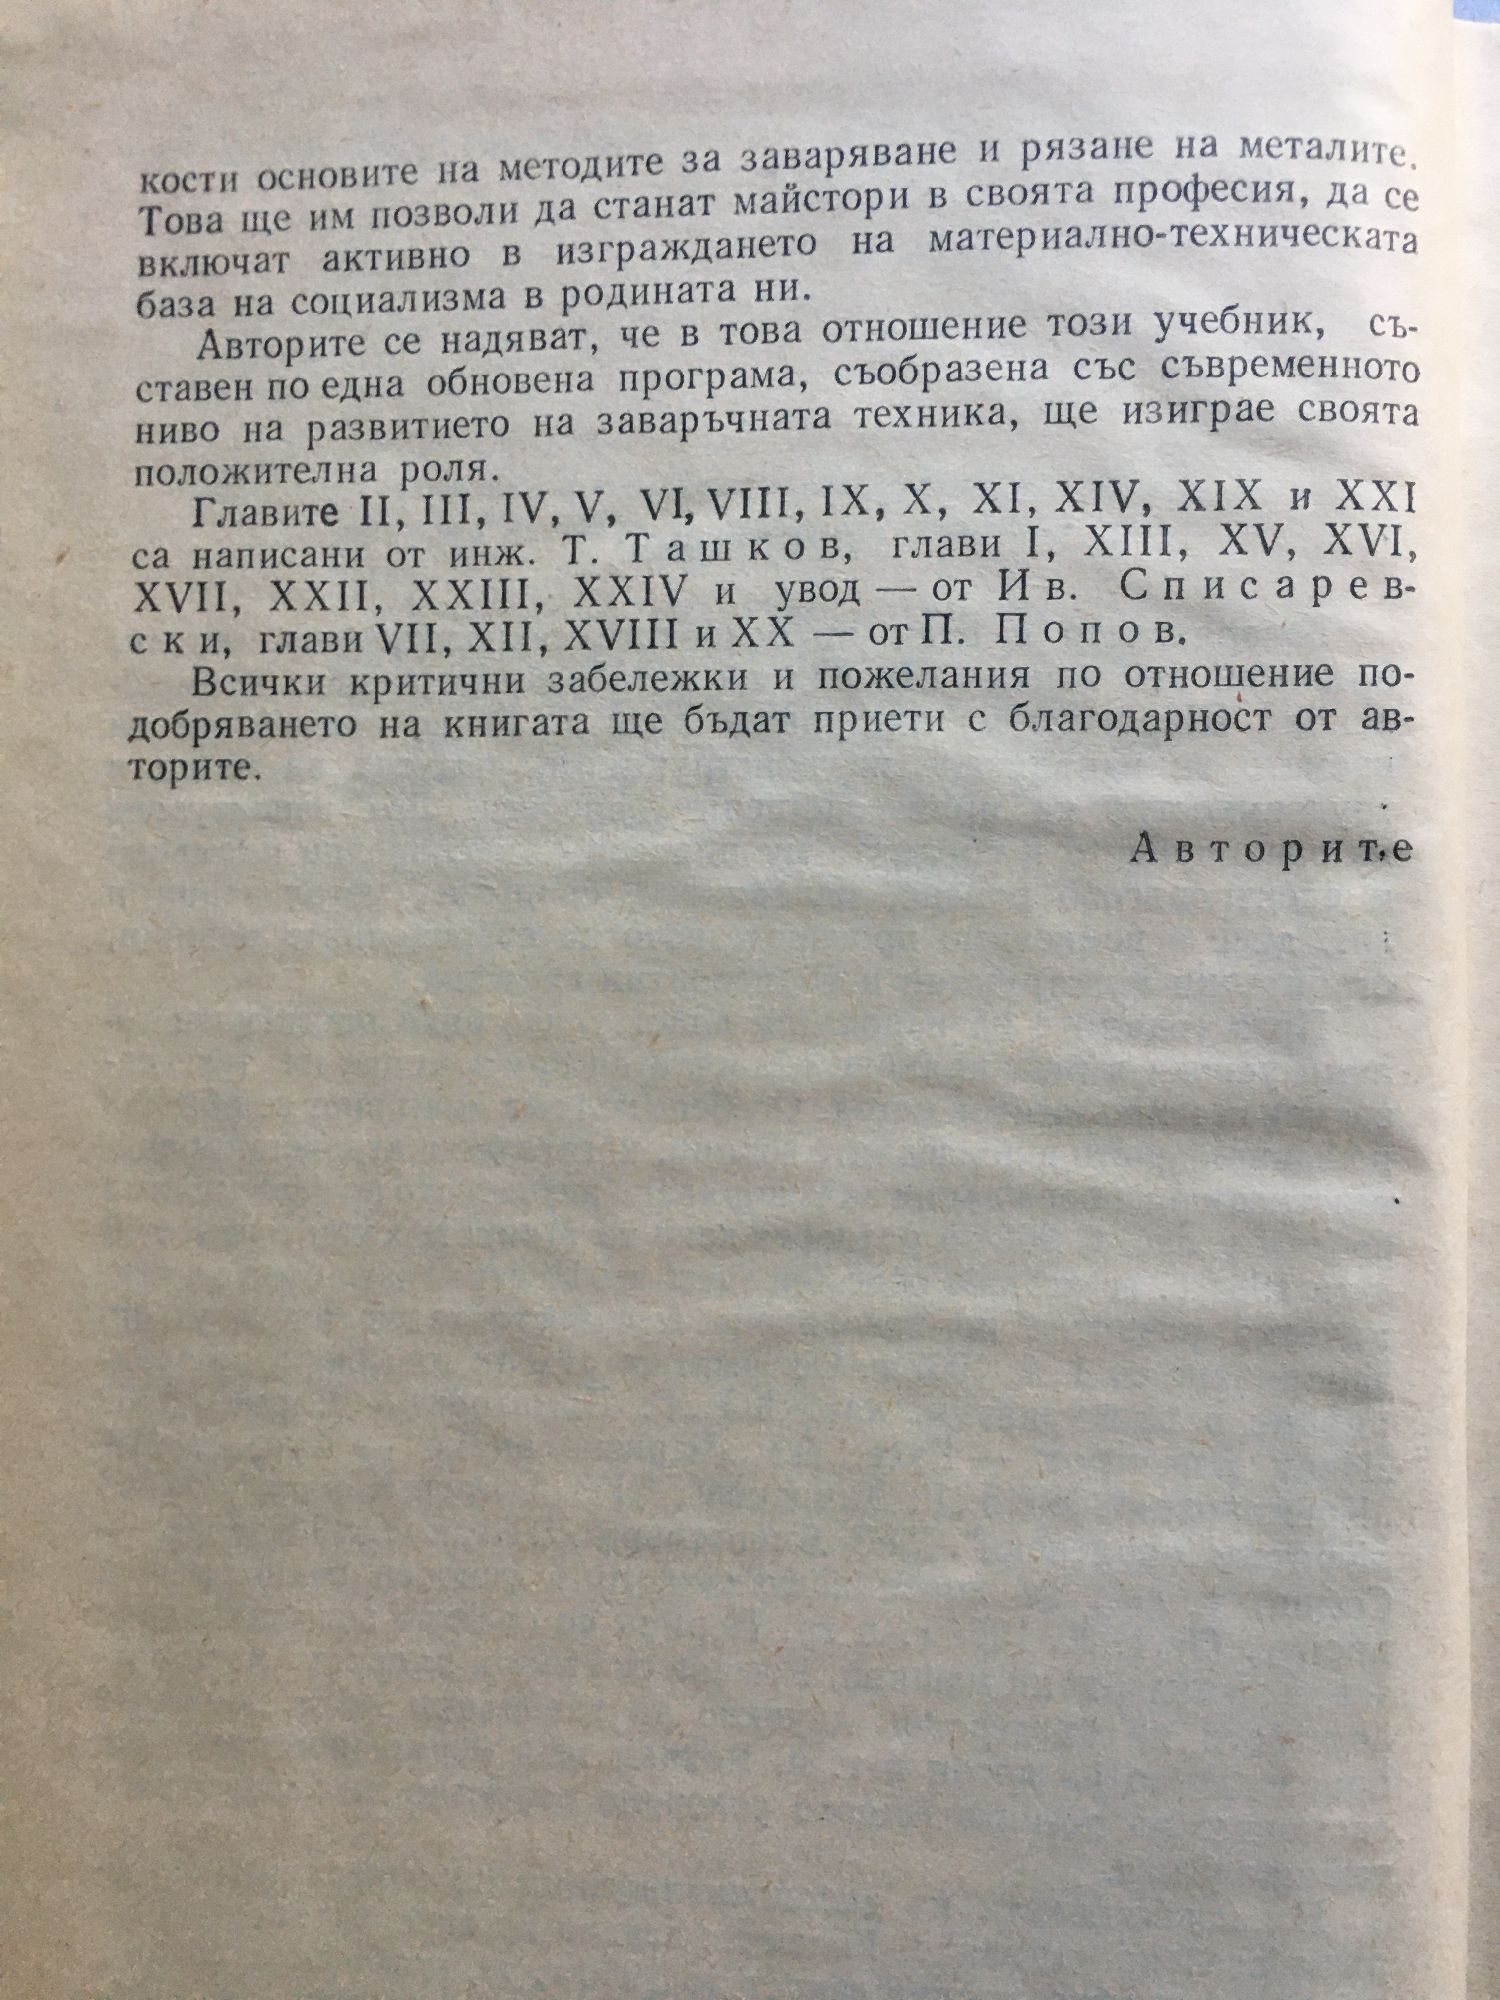 кости основите на методите за заваряване и рязане на металите.
Това ще им позволи да станат майстори в своята професия, да се
включат активно в изграждането на материално-техническата
база на социализма в родината ни.
Авторите се надяват, че в това отношение този учебник, съ-
ставен по една обновена програма, съобразена със съвременното
ниво на развитието на заваръчната техника, ще изиграе своята
положителна роля.
Главите II, III, IV, V, VI, VIII, IX, X, XI, XIV, XIX и XXI
са написани от инж. Т. Ташков, глави I, XIII, XV, XVI,
XVII, XXII, XXIII, XXIV и увод — от Ив. Списарев-
ски, глави VII, XII, XVIII и XX — от П. Попов.
Всички критични забележки и пожелания по отношение по-
добряването на книгата ще бъдат приети с благодарност от ав-
торите.
Авторите